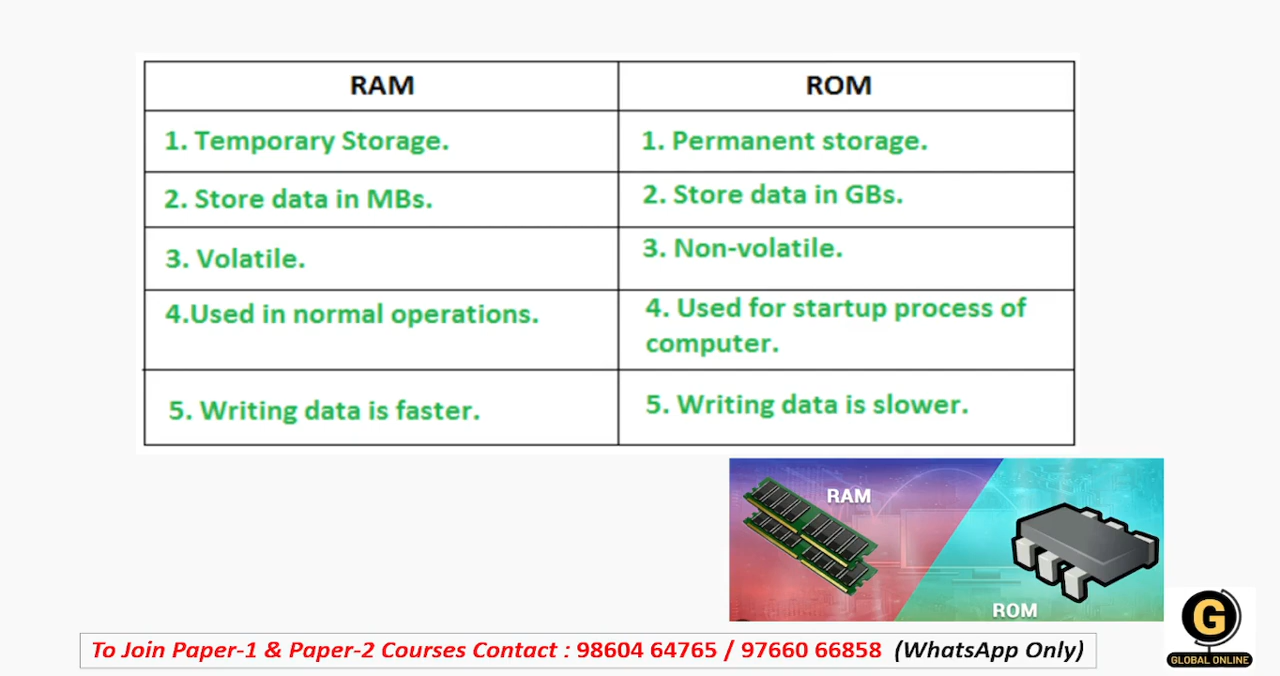 RAM ROM
1. Temporary Storage. 1. Permanent storage.
2. Store data in MBs. 2. Store data in GBs.
3. Volatile. 3. Non-volatile.
4.Used in normal operations. 4. Used for startup process of
computer.
5. Writing data is faster. 5. Writing data is slower.
RAM
ROM
G
GLOBAL ONLINE
To Join Paper-1 & Paper-2 Courses Contact : 98604 64765 / 97660 66858 (WhatsApp Only)